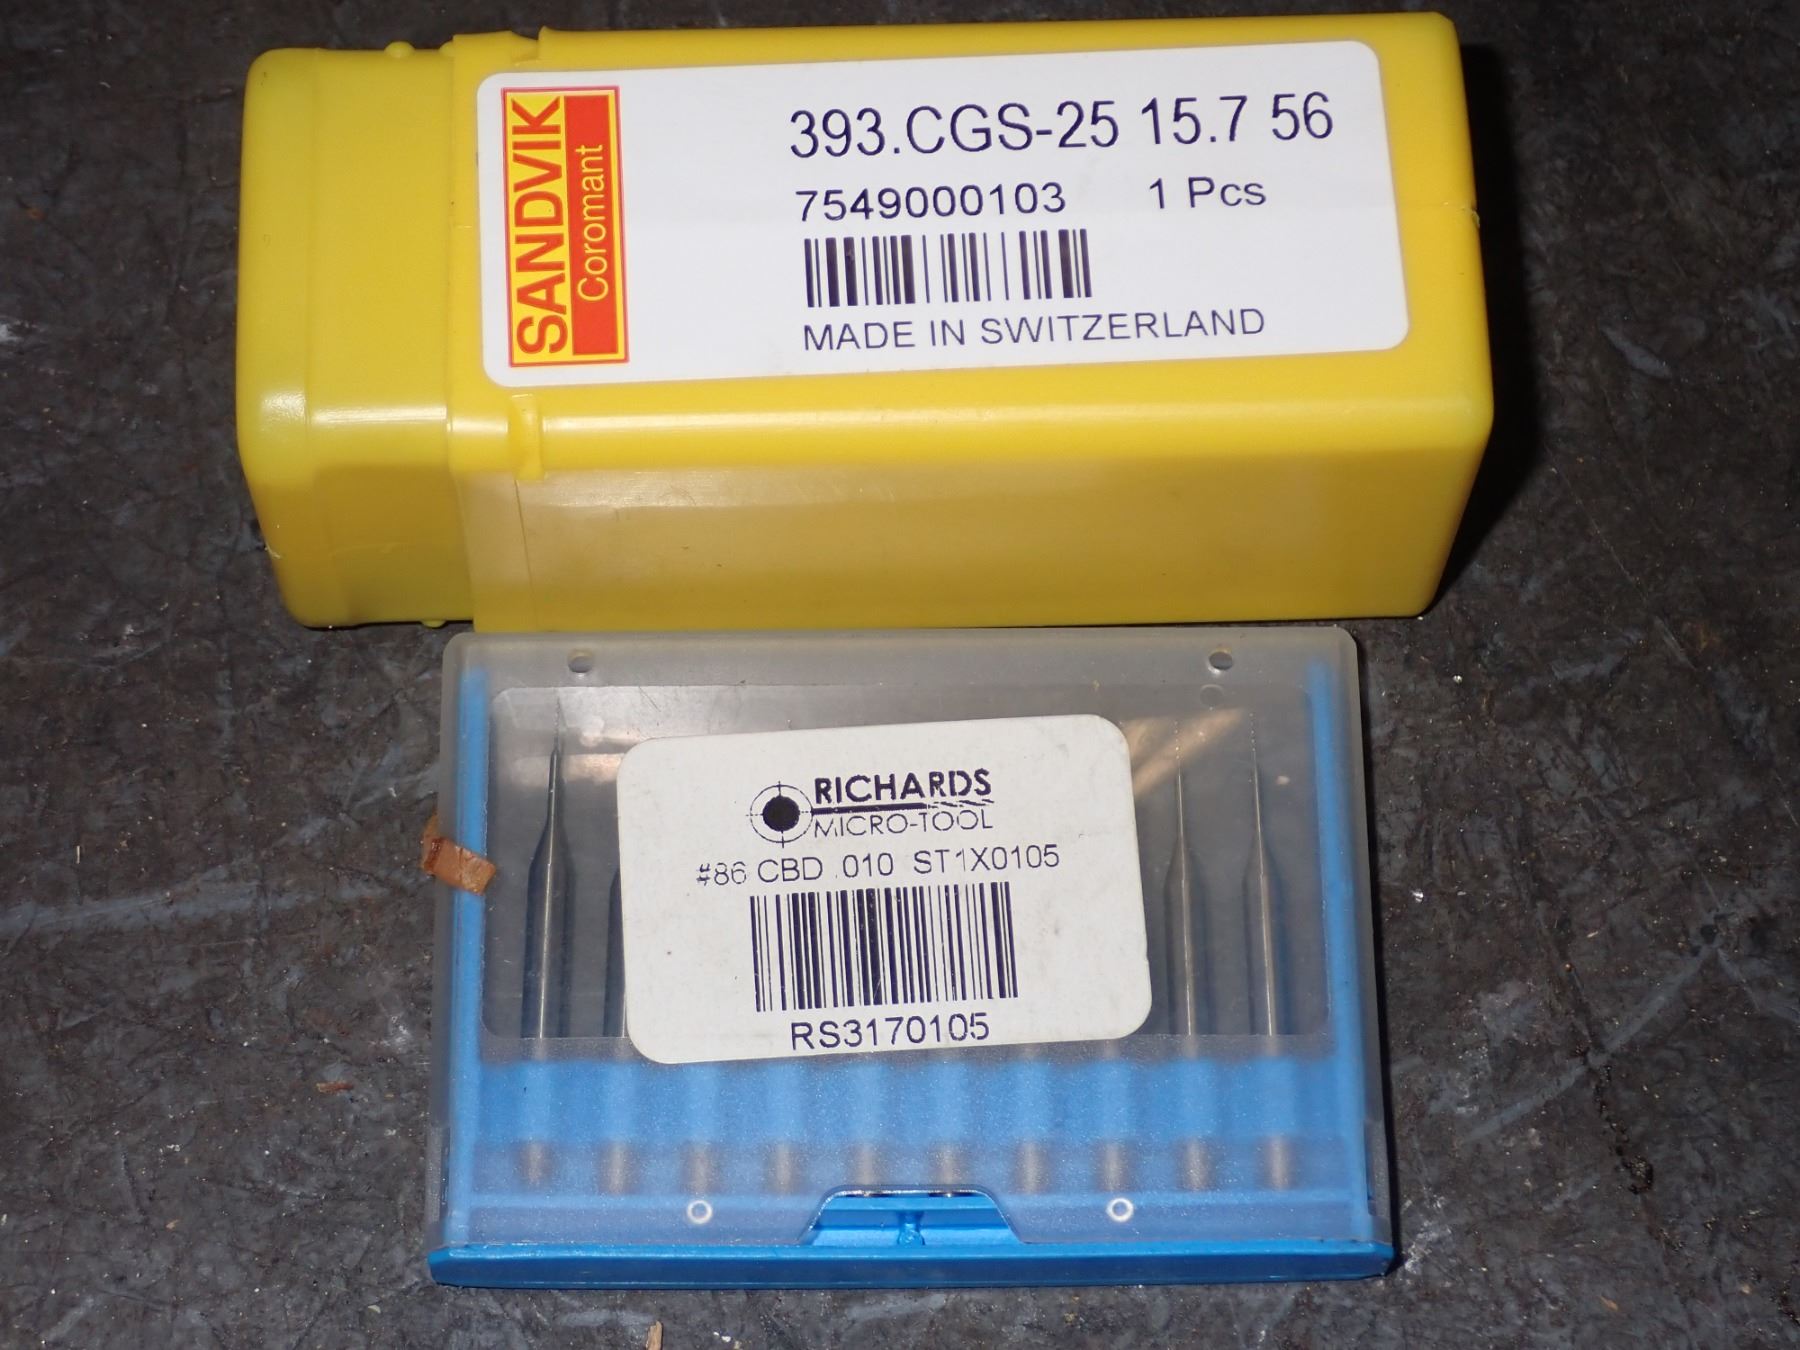 SANDVIK
Coromant
393.CGS-25 15.7 56
7549000103 1 Pcs
MADE IN SWITZERLAND
RICHARDS
MICRO-TOOL
#86 CBD .010 ST1X0105
RS3170105